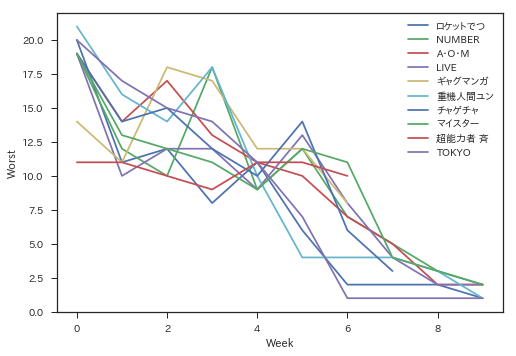 20.0
17.5
15.0
12.5
10.0
7.5
5.0
2.5
0.0
Worst
0 2 4 6 8
Week
ロケットでつ
NUMBER
A・O・M
LIVE
ギャグマンガ
重機人間ユン
チャゲチャ
マイスター
超能力者 斉
TOKYO